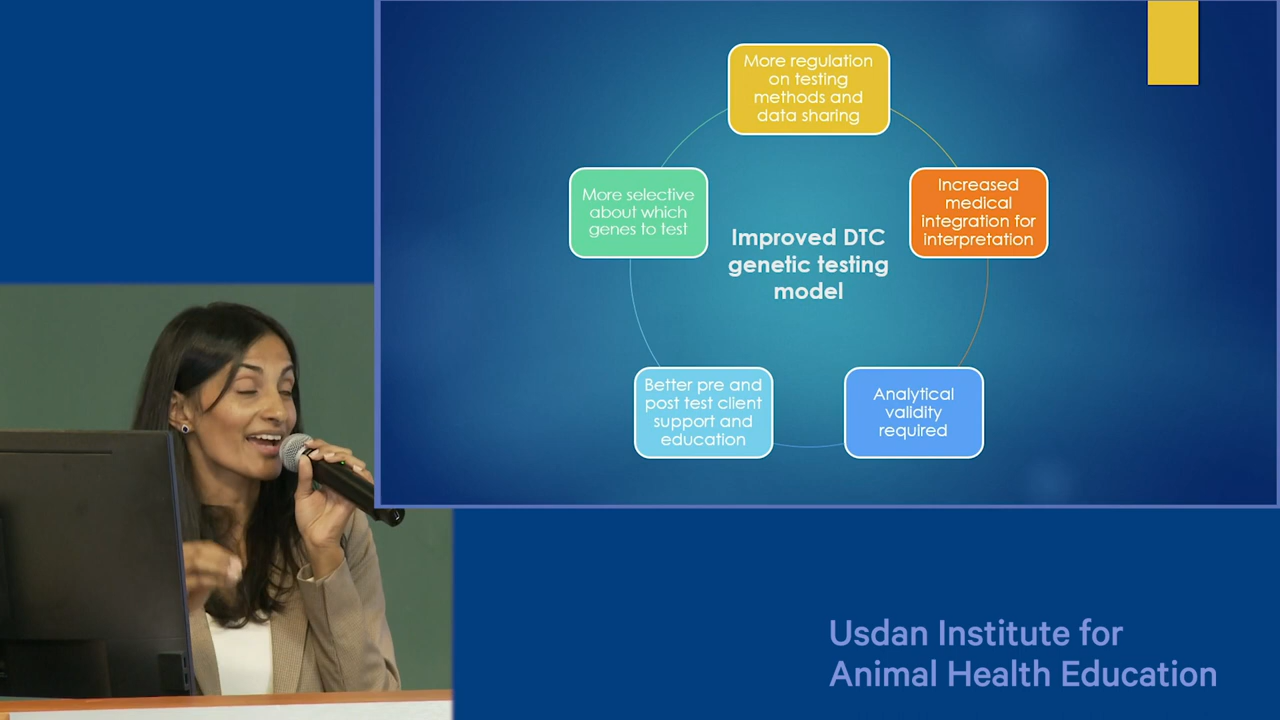 More regulation
on testing
methods and
data sharing
More selective
about which
genes to test
Increased
medical
integration for
interpretation
Improved DTC
genetic testing
model
Better pre and
post test client
support and
education
Analytical
validity
required
Usdan Institute for
Animal Health Education